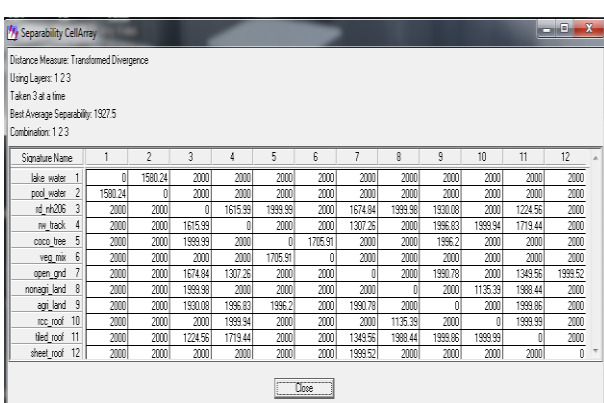 Separability CellArray
Distance Measure: Transformed Divergence
Using Layers: 1 2 3
Taken 3 at a time
Best Average Separability: 1927.5
Combination: 1 2 3
Signature Name 1 2 3 4 5 6 7 8 9 10 11 12
lake water 1 0 1580.24 2000 2000 2000 2000 2000 2000 2000 2000 2000 2000
pool_water 2 1580.24 0 2000 2000 2000 2000 2000 2000 2000 2000 2000 2000
rd_nh206 3 2000 2000 0 1615.99 1999.99 2000 1674.84 1999.98 1930.08 2000 1224.56 2000
rw_track 4 2000 2000 1615.99 0 2000 2000 1307.26 2000 1996.83 1999.94 1719.44 2000
coco_tree 5 2000 2000 1999.99 2000 0 1705.91 2000 2000 1996.2 2000 2000 2000
veg_mix 6 2000 2000 2000 2000 1705.91 0 2000 2000 2000 2000 2000 2000
open_gnd 7 2000 2000 1674.84 1307.26 2000 2000 0 2000 1990.78 2000 1349.56 1999.52
nonagri_land 8 2000 2000 1999.98 2000 2000 2000 2000 0 2000 1135.39 1988.44 2000
agri_land 9 2000 2000 1930.08 1996.83 1996.2 2000 1990.78 2000 0 2000 1999.86 2000
rcc_roof 10 2000 2000 2000 1999.94 2000 2000 2000 1135.39 2000 0 1999.99 2000
tiled_roof 11 2000 2000 1224.56 1719.44 2000 2000 1349.56 1988.44 1999.86 1999.99 0 2000
sheet_roof 12 2000 2000 2000 2000 2000 2000 1999.52 2000 2000 2000 2000 0
Close